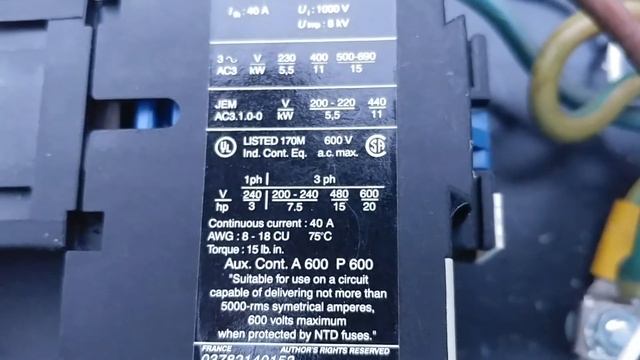 Ith : 40 A Ui : 1000 V
Uimp : 8 kV
3 ~ V 230 400 500-690
AC3 kW 5,5 11 15
JEM V 200 - 220 440
AC3.1.0-0 kW 5,5 11
UL LISTED 170M 600 V SA
Ind. Cont. Eq. a.c. max.
1ph 3 ph
V 240 200 - 240 480 600
hp 3 7.5 15 20
Continuous current : 40 A
AWG : 8 - 18 CU 75°C
Torque : 15 lb. in.
Aux. Cont. A 600 P 600
"Suitable for use on a circuit
capable of delivering not more than
5000-rms symetrical amperes,
600 volts maximum
when protected by NTD fuses."
FRANCE AUTHOR'S RIGHTS RESERVED